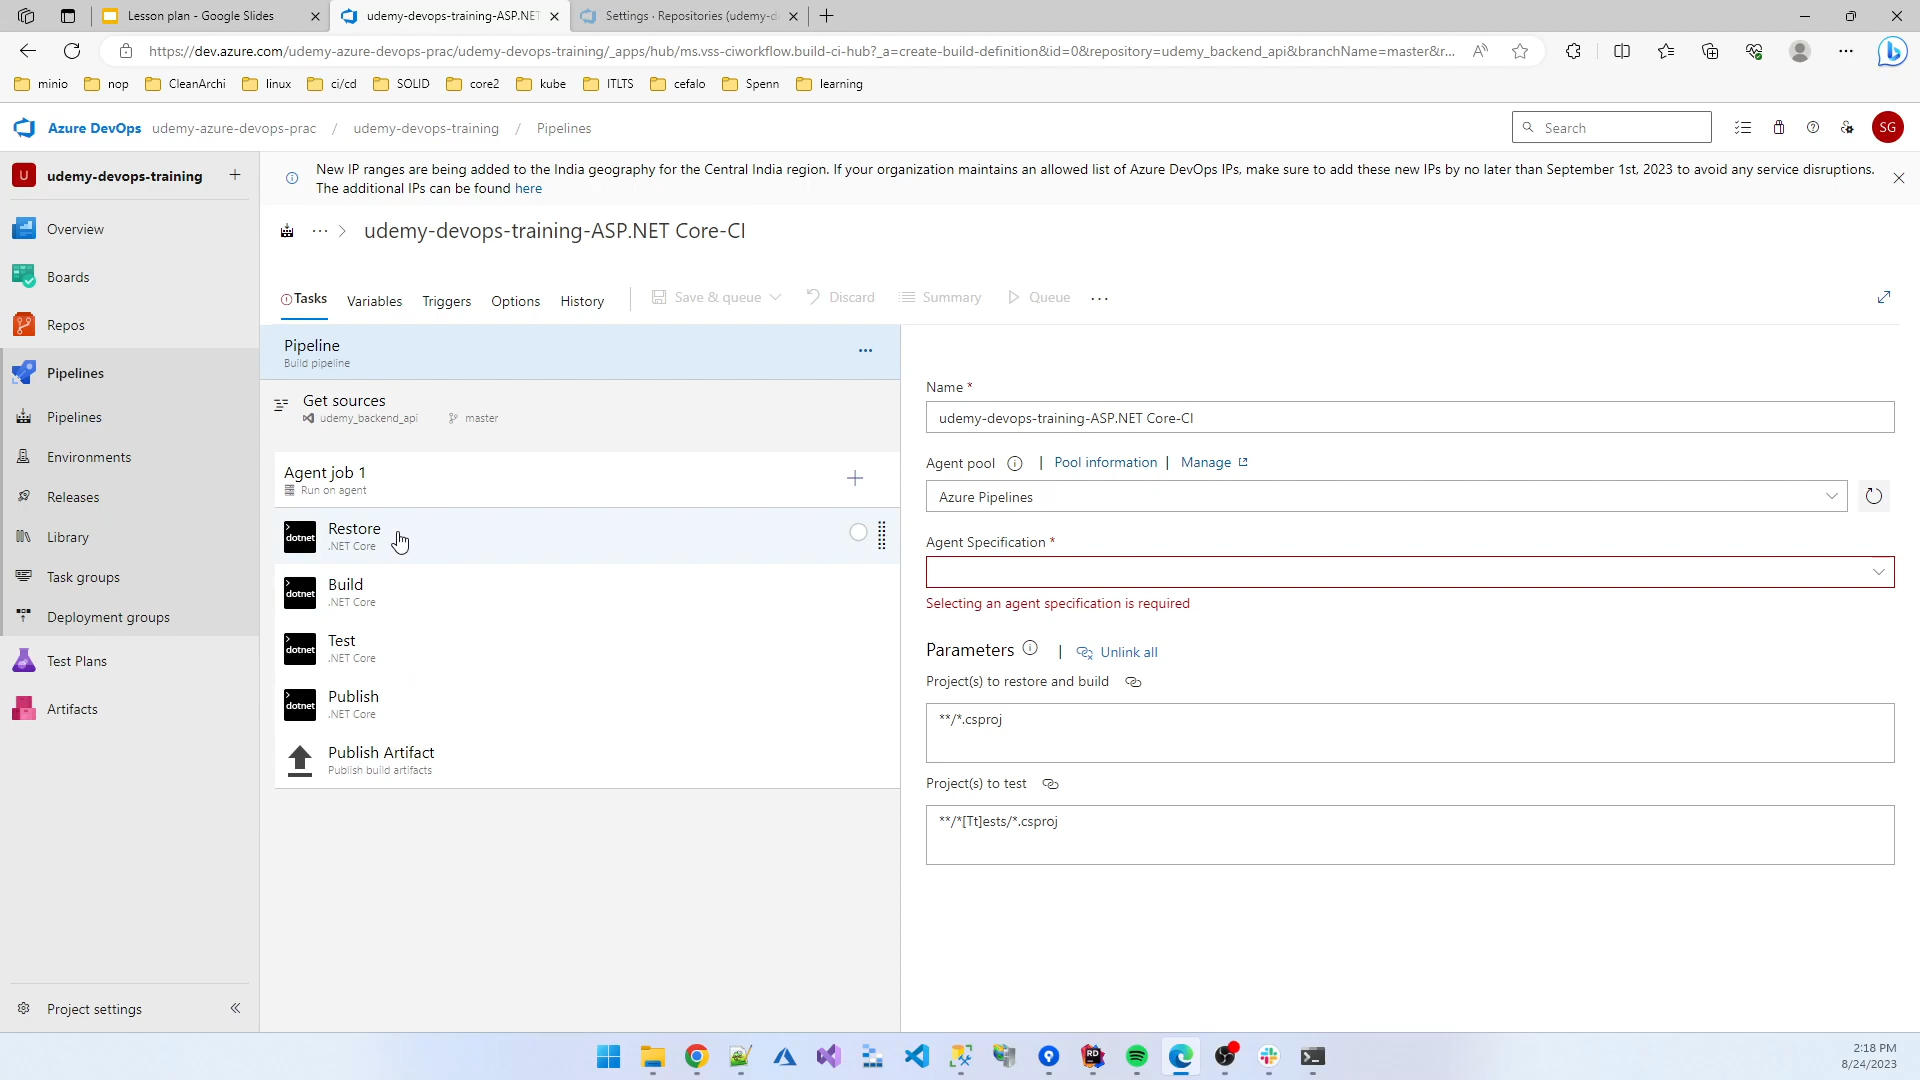 Lesson plan - Google Slides
udemy-devops-training-ASP.NET
Settings · Repositories (udemy-d
https://dev.azure.com/udemy-azure-devops-prac/udemy-devops-training/_apps/hub/ms.vss-ciworkflow.build-ci-hub?_a=create-build-definition&id=0&repository=udemy_backend_api&branchName=master&r...
minio
nop
CleanArchi
linux
ci/cd
SOLID
core2
kube
ITLTS
cefalo
Spenn
learning
Azure DevOps udemy-azure-devops-prac / udemy-devops-training / Pipelines
Search
SG
U udemy-devops-training
New IP ranges are being added to the India geography for the Central India region. If your organization maintains an allowed list of Azure DevOps IPs, make sure to add these new IPs by no later than September 1st, 2023 to avoid any service disruptions.
The additional IPs can be found here
Overview
Boards
Repos
Pipelines
Pipelines
Environments
Releases
Library
Task groups
Deployment groups
Test Plans
Artifacts
Project settings
udemy-devops-training-ASP.NET Core-CI
Tasks Variables Triggers Options History Save & queue Discard Summary Queue
Pipeline
Build pipeline
Get sources
udemy_backend_api master
Agent job 1
Run on agent
dotnet Restore
.NET Core
dotnet Build
.NET Core
dotnet Test
.NET Core
dotnet Publish
.NET Core
Publish Artifact
Publish build artifacts
Name *
udemy-devops-training-ASP.NET Core-CI
Agent pool | Pool information | Manage
Azure Pipelines
Agent Specification *
Selecting an agent specification is required
Parameters | Unlink all
Project(s) to restore and build
**/*.csproj
Project(s) to test
**/*[Tt]ests/*.csproj
RD
2:18 PM
8/24/2023